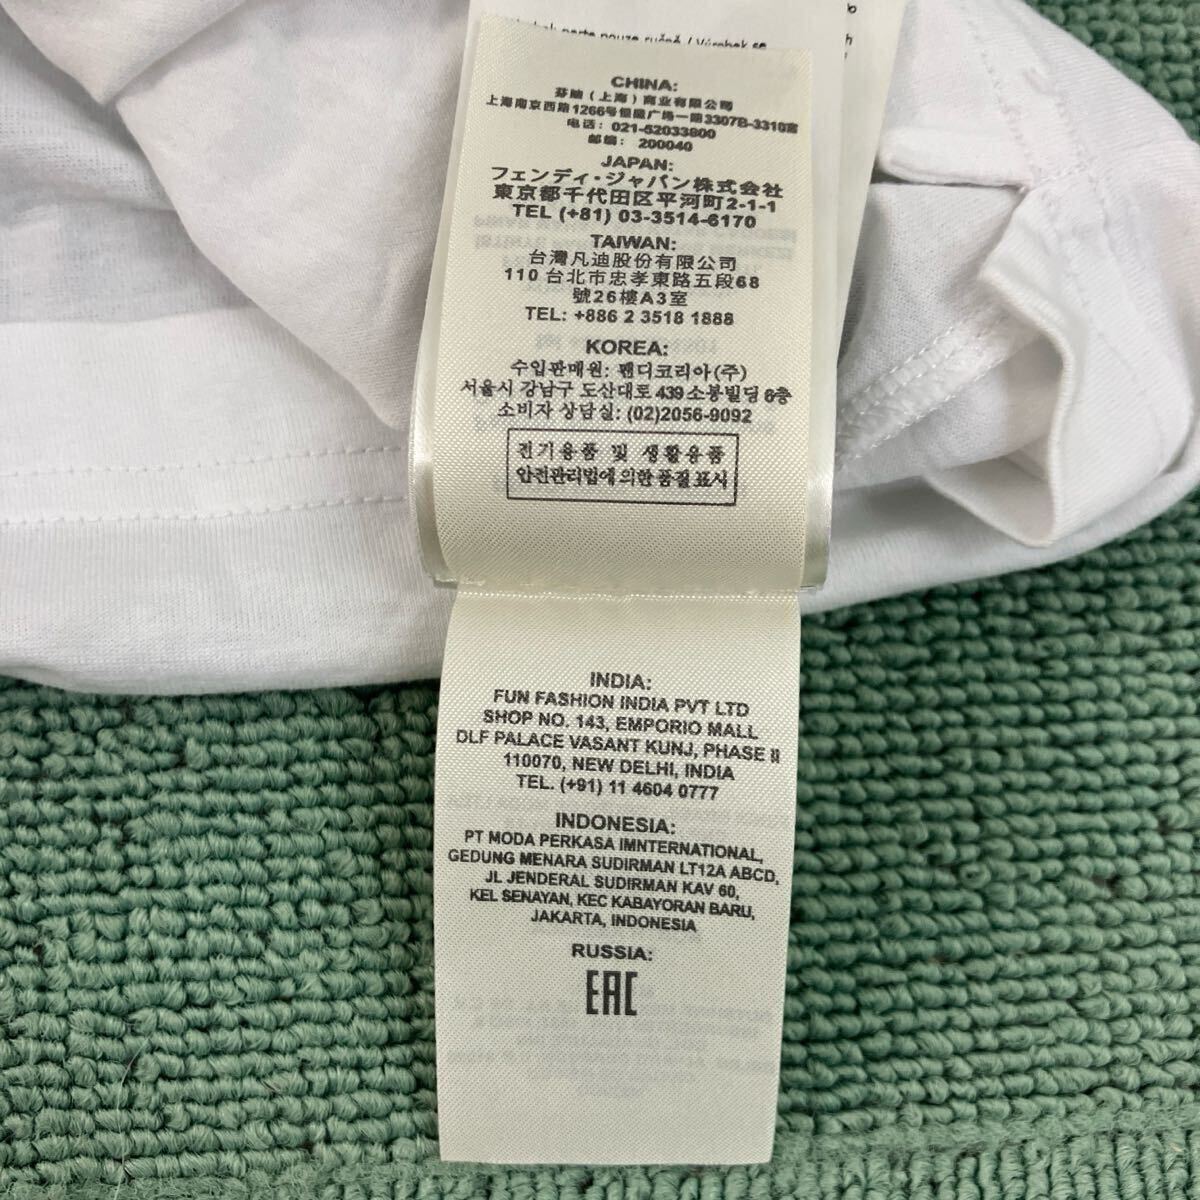 perte pouze ručně / Výrobek se
CHINA:
芬迪（上海）商业有限公司
上海南京西路1266号恒隆广场一期3307B-3310室
电话：021-52033800
邮编：200040
JAPAN:
フェンディ・ジャパン株式会社
東京都千代田区平河町2-1-1
TEL (+81) 03-3514-6170
TAIWAN:
台灣凡迪股份有限公司
110 台北市忠孝東路五段68
號26樓A3室
TEL: +886 2 3518 1888
KOREA:
수입판매원: 펜디코리아(주)
서울시 강남구 도산대로 439 소봉빌딩 6층
소비자 상담실: (02)2056-9092
전기용품 및 생활용품
안전관리법에 의한 품질 표시
INDIA:
FUN FASHION INDIA PVT LTD
SHOP NO. 143, EMPORIO MALL
DLF PALACE VASANT KUNJ, PHASE II
110070, NEW DELHI, INDIA
TEL. (+91) 11 4604 0777
INDONESIA:
PT MODA PERKASA IMNTERNATIONAL,
GEDUNG MENARA SUDIRMAN LT12A ABCD,
JL JENDERAL SUDIRMAN KAV 60,
KEL SENAYAN, KEC KABAYORAN BARU,
JAKARTA, INDONESIA
RUSSIA:
EAC